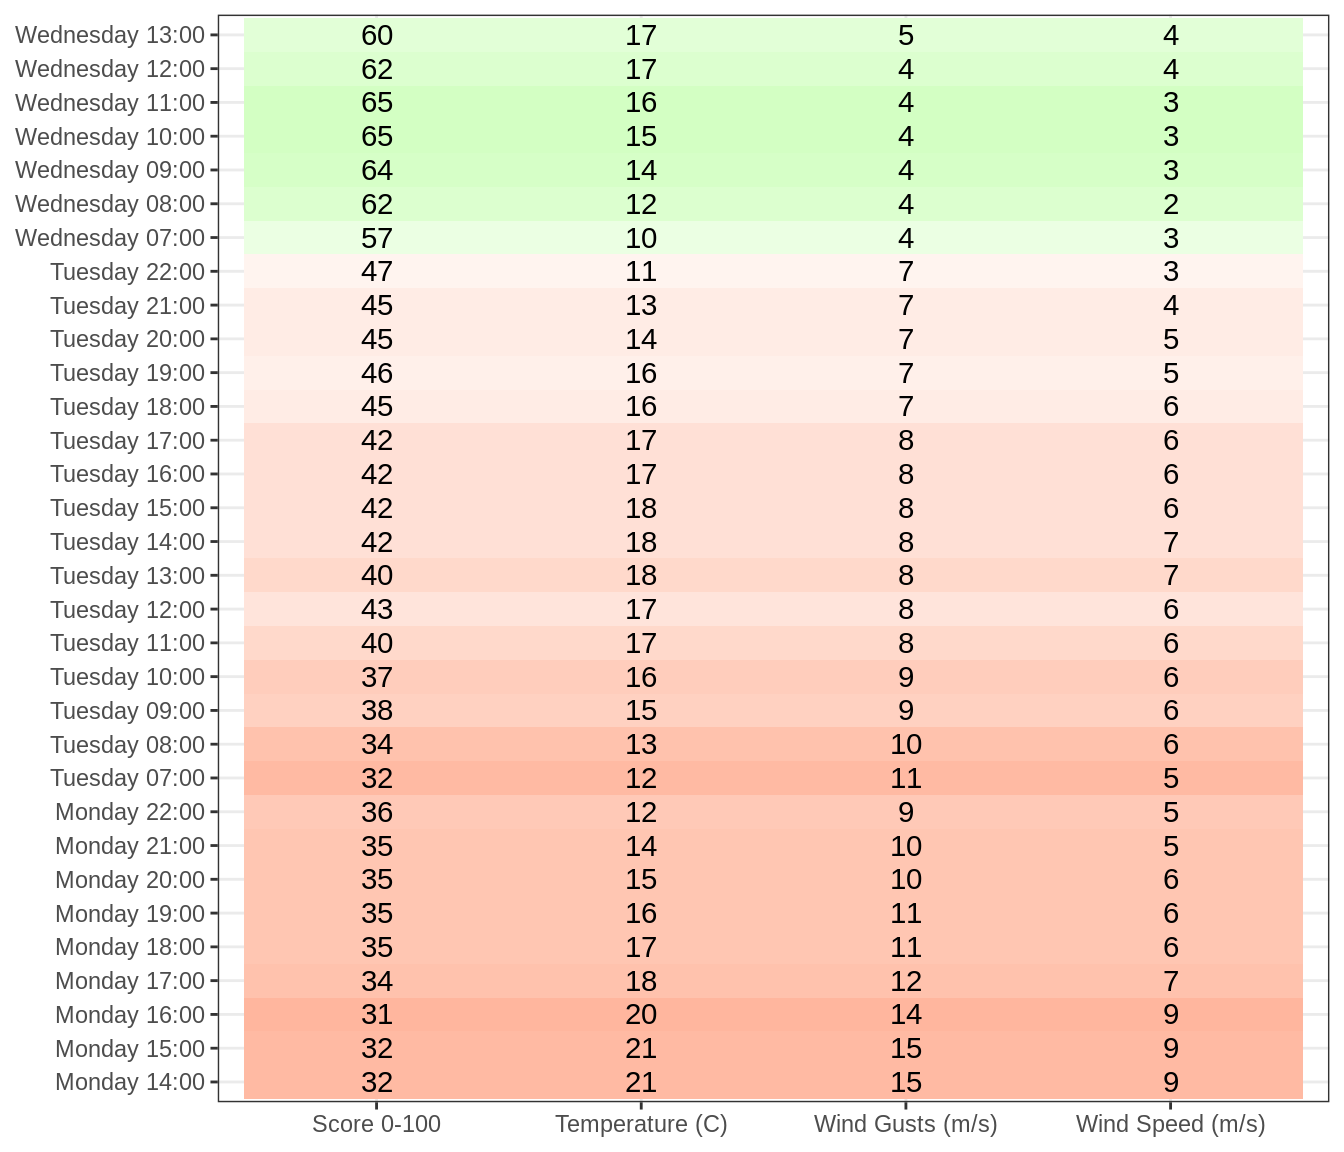 Wednesday 13:00 60 17 5 4
Wednesday 12:00 62 17 4 4
Wednesday 11:00 65 16 4 3
Wednesday 10:00 65 15 4 3
Wednesday 09:00 64 14 4 3
Wednesday 08:00 62 12 4 2
Wednesday 07:00 57 10 4 3
Tuesday 22:00 47 11 7 3
Tuesday 21:00 45 13 7 4
Tuesday 20:00 45 14 7 5
Tuesday 19:00 46 16 7 5
Tuesday 18:00 45 16 7 6
Tuesday 17:00 42 17 8 6
Tuesday 16:00 42 17 8 6
Tuesday 15:00 42 18 8 6
Tuesday 14:00 42 18 8 7
Tuesday 13:00 40 18 8 7
Tuesday 12:00 43 17 8 6
Tuesday 11:00 40 17 8 6
Tuesday 10:00 37 16 9 6
Tuesday 09:00 38 15 9 6
Tuesday 08:00 34 13 10 6
Tuesday 07:00 32 12 11 5
Monday 22:00 36 12 9 5
Monday 21:00 35 14 10 5
Monday 20:00 35 15 10 6
Monday 19:00 35 16 11 6
Monday 18:00 35 17 11 6
Monday 17:00 34 18 12 7
Monday 16:00 31 20 14 9
Monday 15:00 32 21 15 9
Monday 14:00 32 21 15 9
Score 0-100 Temperature (C) Wind Gusts (m/s) Wind Speed (m/s)